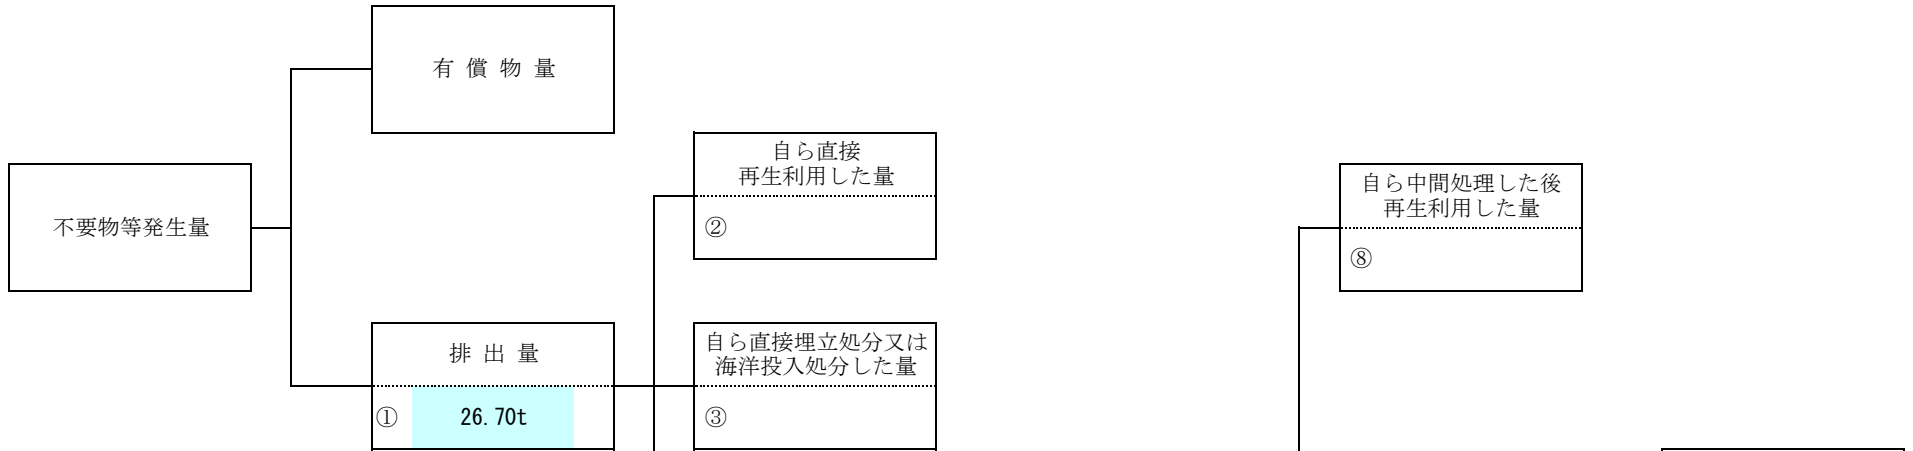 有 償 物 量
自ら直接
再生利用した量
②
自ら中間処理した後
再生利用した量
⑧
不要物等発生量
排 出 量
① 26.70t
自ら直接埋立処分又は
海洋投入処分した量
③